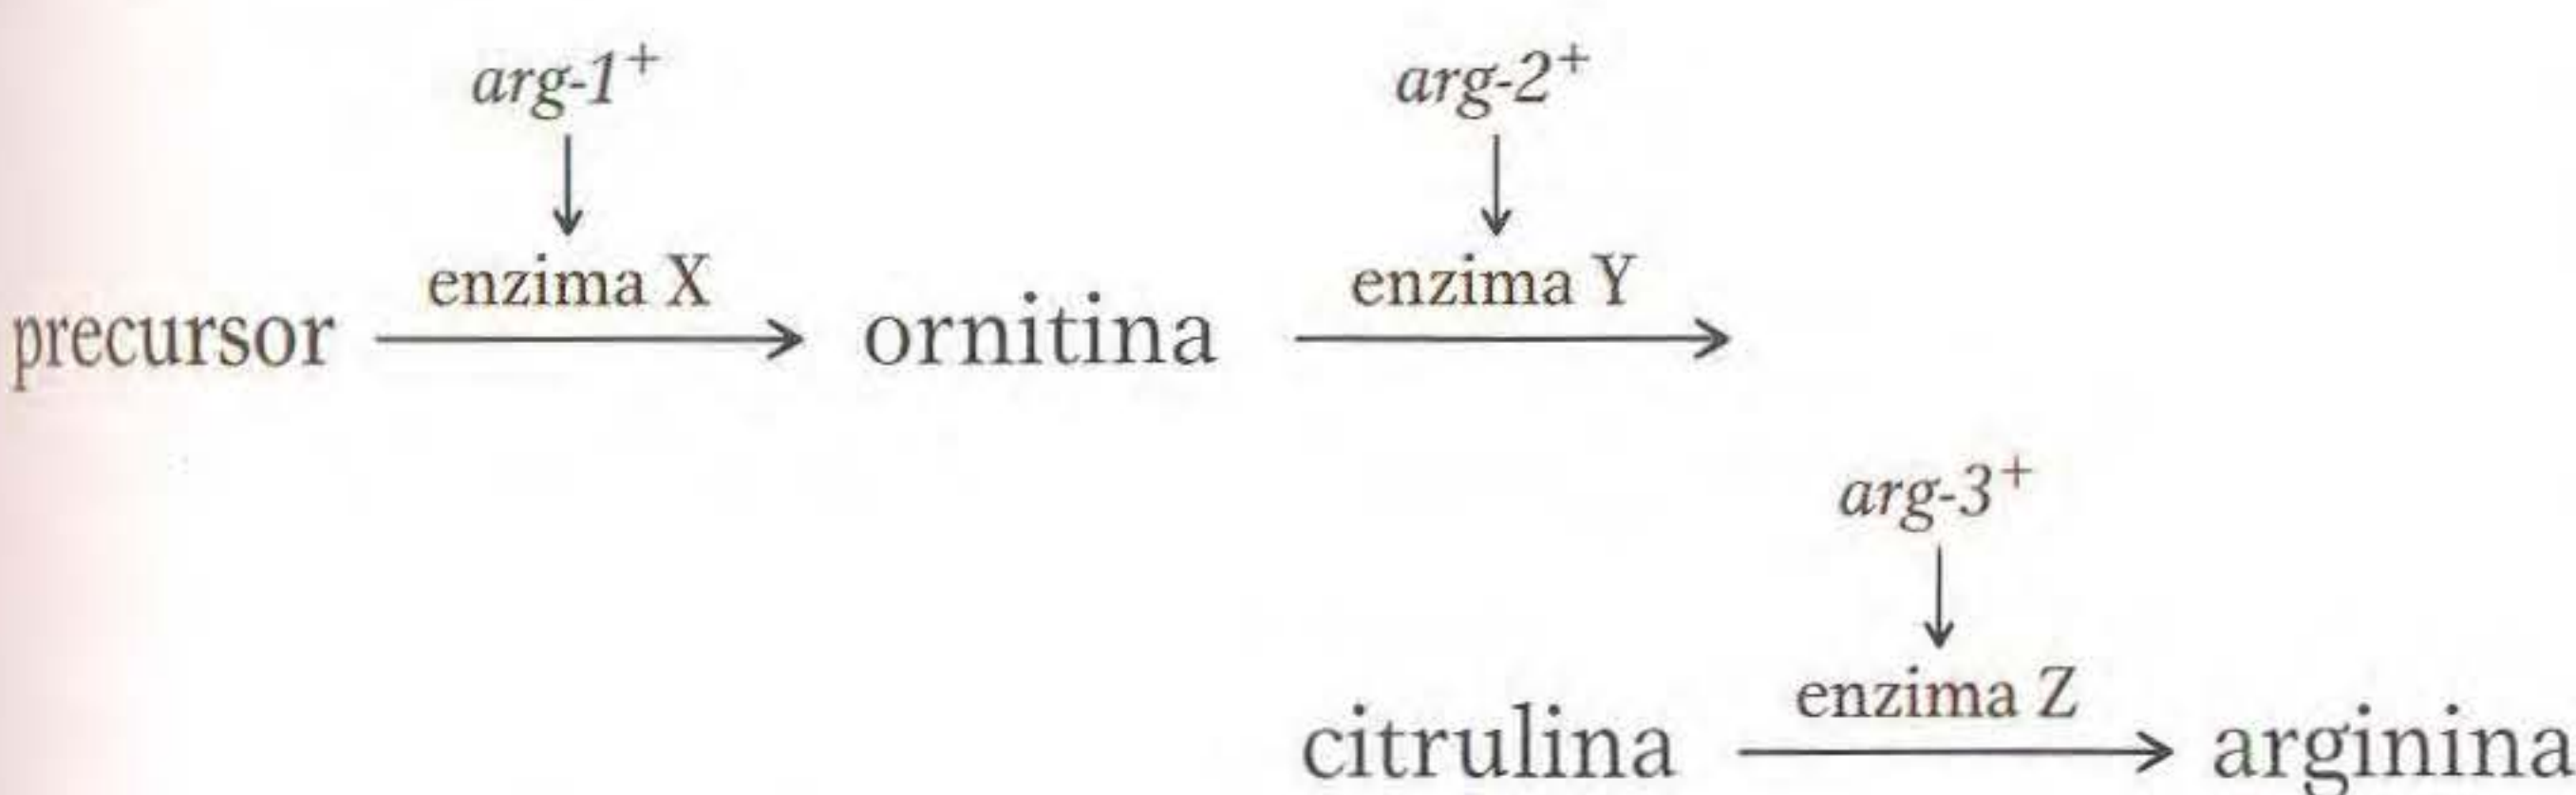 arg-1⁺ arg-2⁺
enzima X enzima Y
precursor ornitina
arg-3⁺
enzima Z
citrulina arginina